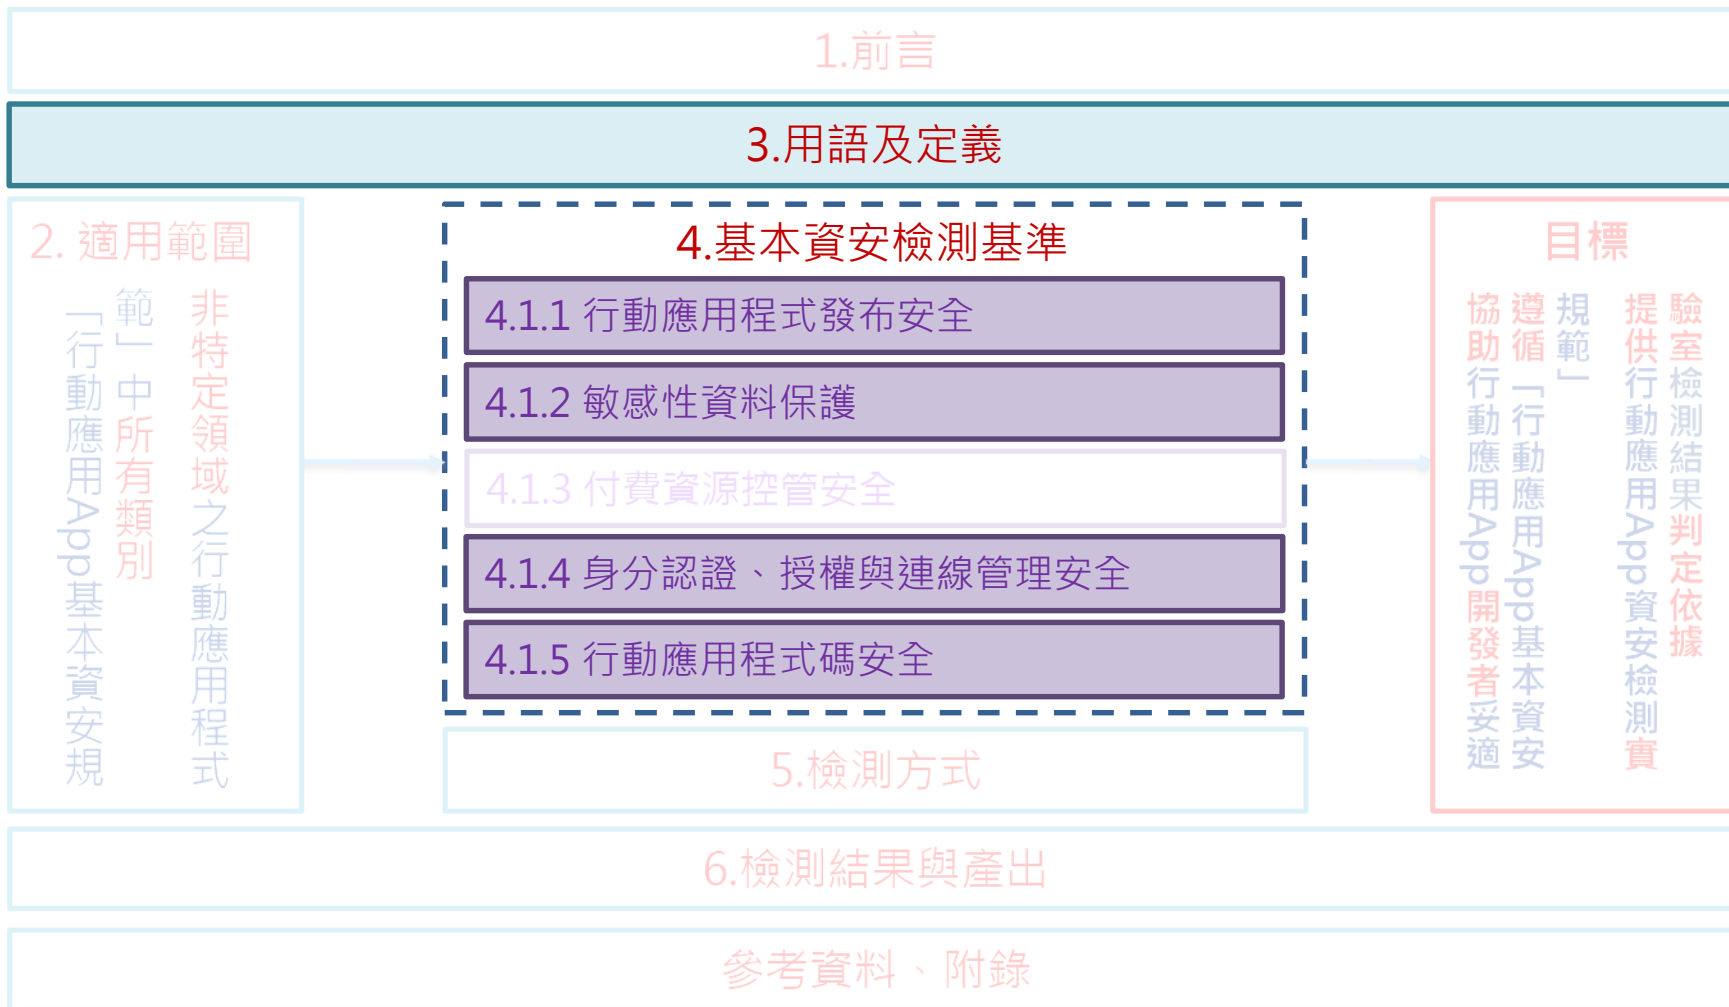 1.前言
3.用語及定義
2. 適用範圍
非特定領域之行動應用程式
「行動應用App基本資安規
範」中所有類別
4.基本資安檢測基準
4.1.1 行動應用程式發布安全
4.1.2 敏感性資料保護
4.1.3 付費資源控管安全
4.1.4 身分認證、授權與連線管理安全
4.1.5 行動應用程式碼安全
5.檢測方式
目標
協助行動應用App開發者妥適
遵循「行動應用App基本資安
規範」
提供行動應用App資安檢測實
驗室檢測結果判定依據
6.檢測結果與產出
參考資料、附錄